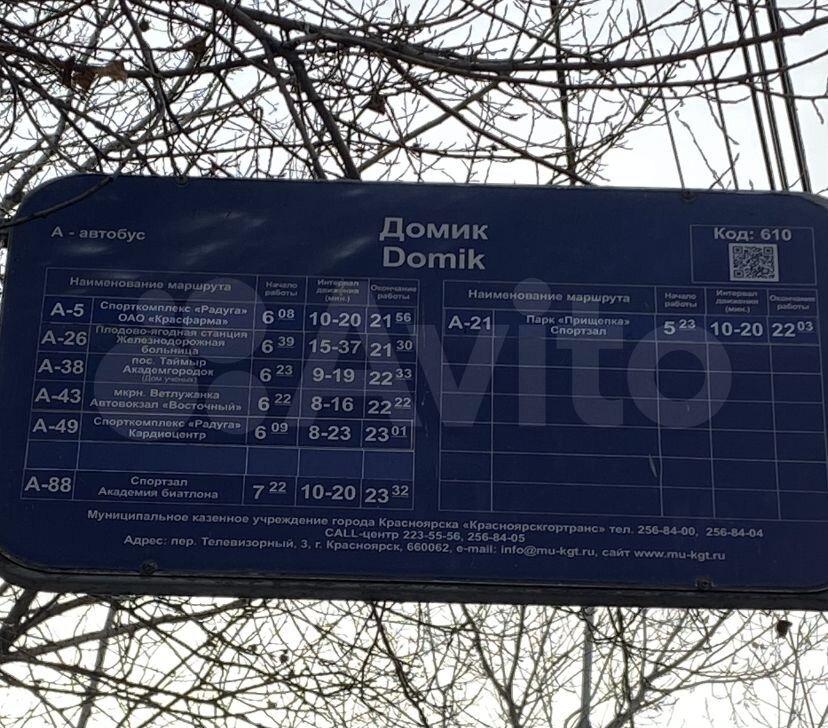 А - автобус
Домик
Domik
Код: 610
Наименование маршрута Начало работы Интервал движения (мин.) Окончание работы
А-5 Спорткомплекс «Радуга» ОАО «Красфарма» 6 08 10-20 21 56
А-26 Плодово-ягодная станция Железнодорожная больница 6 39 15-37 21 30
А-38 пос. Таймыр Академгородок (Дом ученых) 6 23 9-19 22 33
А-43 мкрн. Ветлужанка Автовокзал «Восточный» 6 22 8-16 22 22
А-49 Спорткомплекс «Радуга» Кардиоцентр 6 09 8-23 23 01
А-88 Спортзал Академия биатлона 7 22 10-20 23 32
Наименование маршрута Начало работы Интервал движения (мин.) Окончание работы
А-21 Парк «Прищепка» Спортзал 5 23 10-20 22 03
Муниципальное казенное учреждение города Красноярска «Красноярскгортранс» тел. 256-84-00, 256-84-04
CALL-центр 223-55-56, 256-84-05
Адрес: пер. Телевизорный, 3, г. Красноярск, 660062, e-mail: info@mu-kgt.ru, сайт www.mu-kgt.ru
Avito